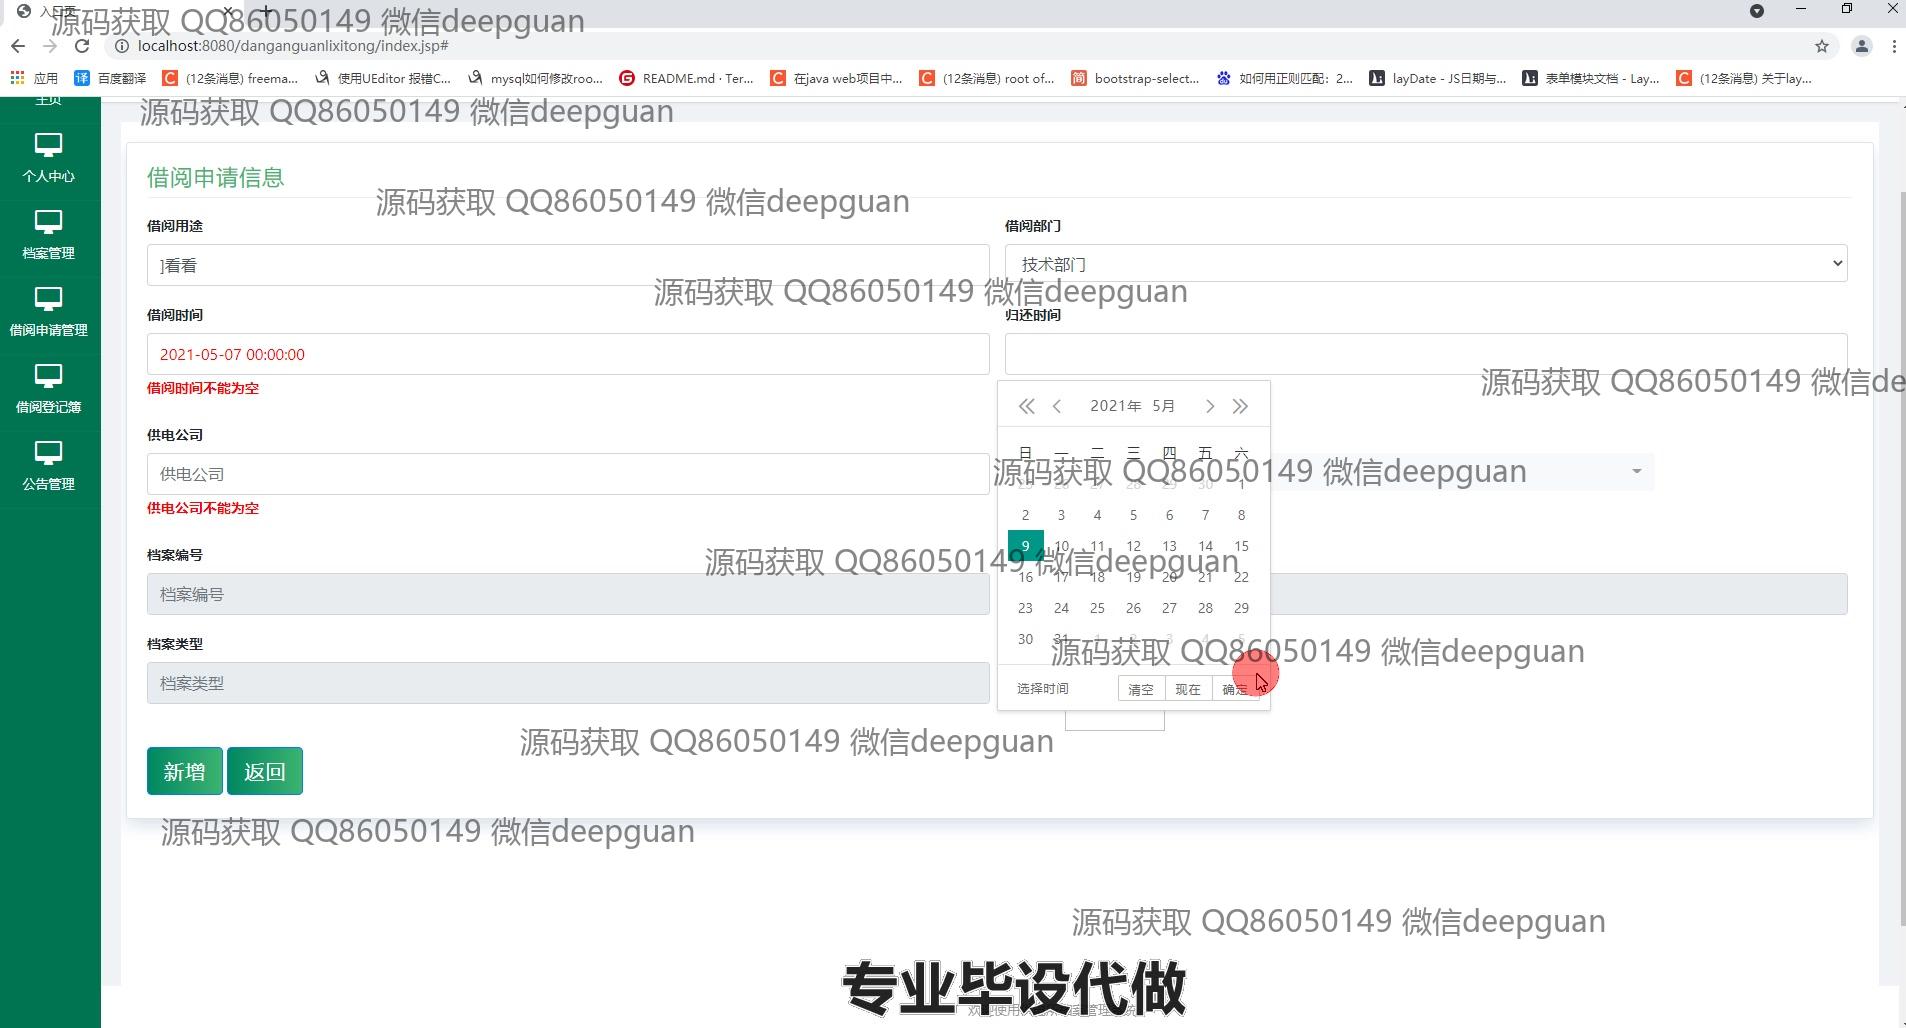 入口页
源码获取 QQ86050149 微信deepguan
localhost:8080/danganguanlixitong/index.jsp#
应用 百度翻译 (12条消息) freema... 使用UEditor 报错C... mysql如何修改roo... README.md · Ter... 在java web项目中... (12条消息) root of... bootstrap-select... 如何用正则匹配：2... layDate - JS日期与... 表单模块文档 - Lay... (12条消息) 关于lay...
主页
源码获取 QQ86050149 微信deepguan
个人中心
档案管理
借阅申请管理
借阅登记簿
公告管理
借阅申请信息
源码获取 QQ86050149 微信deepguan
借阅用途 借阅部门
]看看 技术部门
源码获取 QQ86050149 微信deepguan
借阅时间 归还时间
2021-05-07 00:00:00
借阅时间不能为空
源码获取 QQ86050149 微信de
2021年 5月
供电公司
日 一 二 三 四 五 六
供电公司
源码获取 QQ86050149 微信deepguan
25 26 27 28 29 30 1
供电公司不能为空
2 3 4 5 6 7 8
档案编号
9 10 11 12 13 14 15
源码获取 QQ86050149 微信deepguan
16 17 18 19 20 21 22
档案编号
23 24 25 26 27 28 29
档案类型
30 31 1 2 3 4 5
源码获取 QQ86050149 微信deepguan
档案类型
选择时间 清空 现在 确定
源码获取 QQ86050149 微信deepguan
新增 返回
源码获取 QQ86050149 微信deepguan
源码获取 QQ86050149 微信deepguan
专业毕设代做